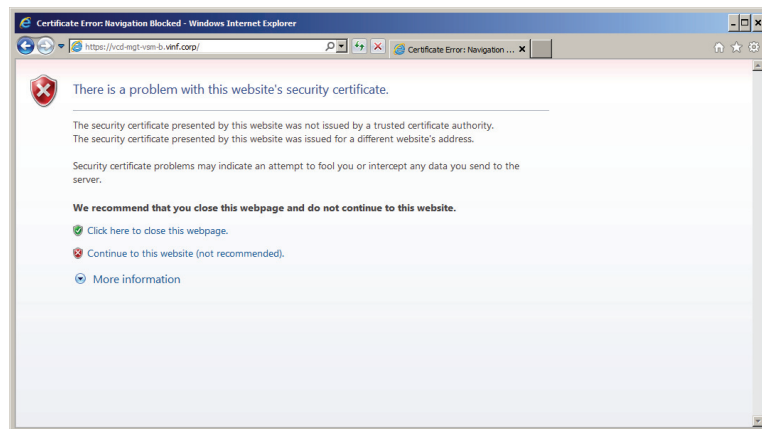 Certificate Error: Navigation Blocked - Windows Internet Explorer
https://vcd-mgt-vsm-b.vinf.corp/
Certificate Error: Navigation ...
There is a problem with this website's security certificate.
The security certificate presented by this website was not issued by a trusted certificate authority.
The security certificate presented by this website was issued for a different website's address.
Security certificate problems may indicate an attempt to fool you or intercept any data you send to the
server.
We recommend that you close this webpage and do not continue to this website.
Click here to close this webpage.
Continue to this website (not recommended).
More information